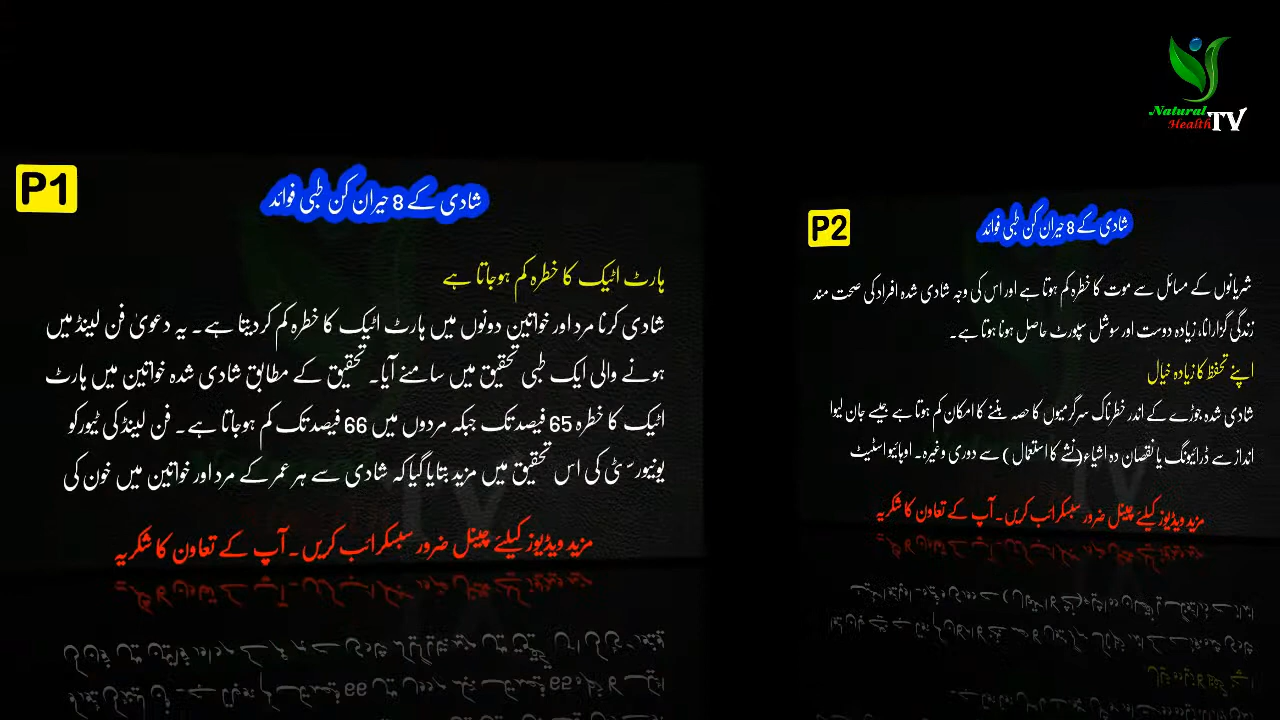 Natural
Health TV
P1
شادی کے 8 حیران کن طبی فوائد
ہارٹ اٹیک کا خطرہ کم ہوجاتا ہے
شادی کرنا مرد اور خواتین دونوں میں ہارٹ اٹیک کا خطرہ کم کردیتا ہے۔ یہ دعویٰ فن لینڈ میں
ہونے والی ایک طبی تحقیق میں سامنے آیا۔ تحقیق کے مطابق شادی شدہ خواتین میں ہارٹ
اٹیک کا خطرہ 65 فیصد تک جبکہ مردوں میں 66 فیصد تک کم ہوجاتا ہے۔ فن لینڈ کی ٹیورکو
یونیورسٹی کی اس تحقیق میں مزید بتایا گیا کہ شادی سے ہر عمر کے مرد اور خواتین میں خون کی
مزید ویڈیوز کیلئے چینل ضرور سبسکرائب کریں۔ آپ کے تعاون کا شکریہ
P2
شادی کے 8 حیران کن طبی فوائد
شریانوں کے مسائل سے موت کا خطرہ کم ہوتا ہے اور اس کی وجہ شادی شدہ افراد کی صحت مند
زندگی گزارانا، زیادہ دوست اور سوشل سپورٹ حاصل ہونا ہوتا ہے۔
اپنے تحفظ کا زیادہ خیال
شادی شدہ جوڑے کے اندر خطرناک سرگرمیوں کا حصہ بننے کا امکان کم ہوتا ہے جیسے جان لیوا
انداز سے ڈرائیونگ یا نقصان دہ اشیاء (نشے کا استعمال) سے دوری وغیرہ۔ اوہائیو اسٹیٹ
مزید ویڈیوز کیلئے چینل ضرور سبسکرائب کریں۔ آپ کے تعاون کا شکریہ